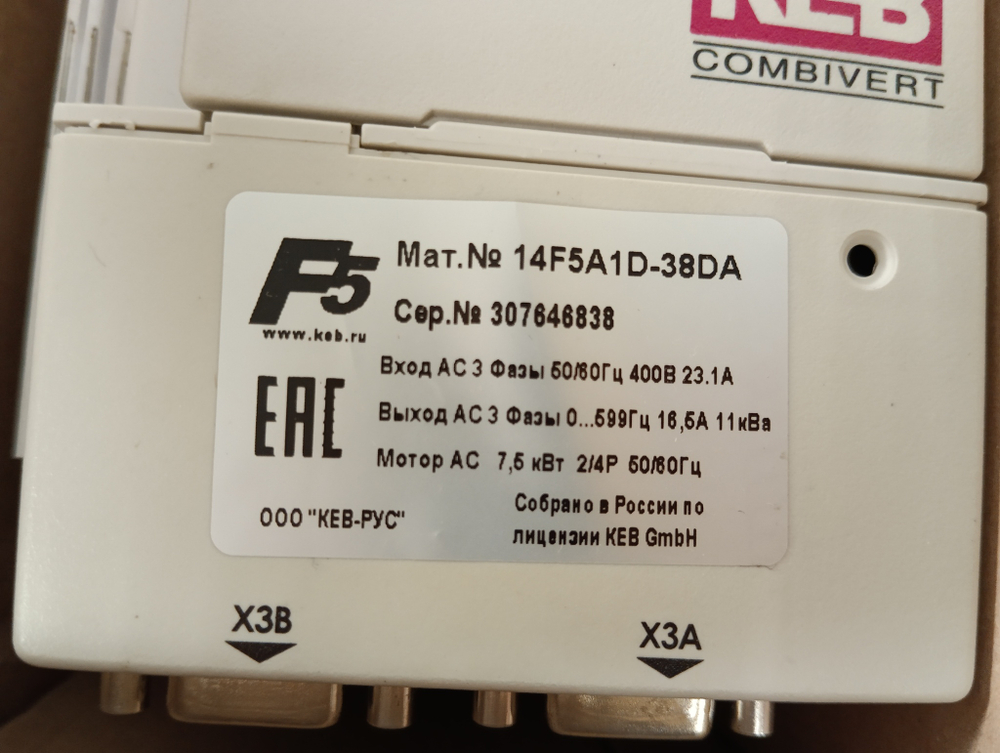 KEB
COMBIVERT
F5
www.keb.ru
Мат.№ 14F5A1D-38DA
Сер.№ 307646838
Вход AC 3 Фазы 50/60Гц 400В 23.1А
Выход AC 3 Фазы 0...599Гц 16,5А 11кВа
Мотор AC 7,5 кВт 2/4P 50/60Гц
EAC
ООО "КЕВ-РУС"
Собрано в России по
лицензии KEB GmbH
X3B
X3A